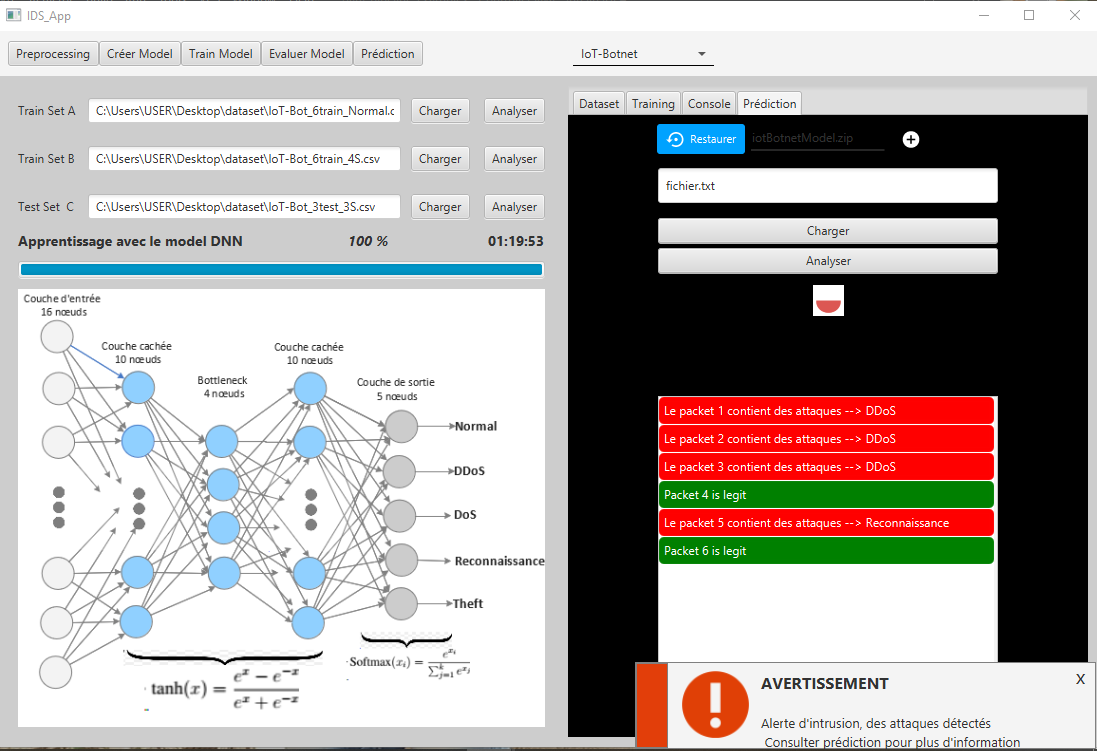 IDS_App
Preprocessing Créer Model Train Model Evaluer Model Prédiction IoT-Botnet
Train Set A C:\Users\USER\Desktop\dataset\IoT-Bot_6train_Normal.c Charger Analyser
Train Set B C:\Users\USER\Desktop\dataset\IoT-Bot_6train_4S.csv Charger Analyser
Test Set C C:\Users\USER\Desktop\dataset\IoT-Bot_3test_3S.csv Charger Analyser
Apprentissage avec le model DNN 100 % 01:19:53
Couche d'entrée
16 nœuds
Couche cachée
10 nœuds
Bottleneck
4 nœuds
Couche cachée
10 nœuds
Couche de sortie
5 nœuds
Normal
DDoS
DoS
Reconnaissance
Theft
tanh(x) = \frac{e^x - e^{-x}}{e^x + e^{-x}}
Softmax(x_i) = \frac{e^{x_i}}{\sum_{j=1}^{k} e^{x_j}}
Dataset Training Console Prédiction
Restaurer iotBotnetModel.zip
fichier.txt
Charger
Analyser
Le packet 1 contient des attaques --> DDoS
Le packet 2 contient des attaques --> DDoS
Le packet 3 contient des attaques --> DDoS
Packet 4 is legit
Le packet 5 contient des attaques --> Reconnaissance
Packet 6 is legit
AVERTISSEMENT X
Alerte d'intrusion, des attaques détectés
Consulter prédiction pour plus d'information